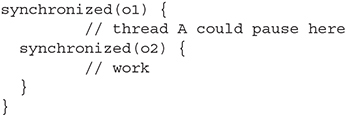 synchronized(o1) {
        // thread A could pause here
  synchronized(o2) {
        // work
  }
}